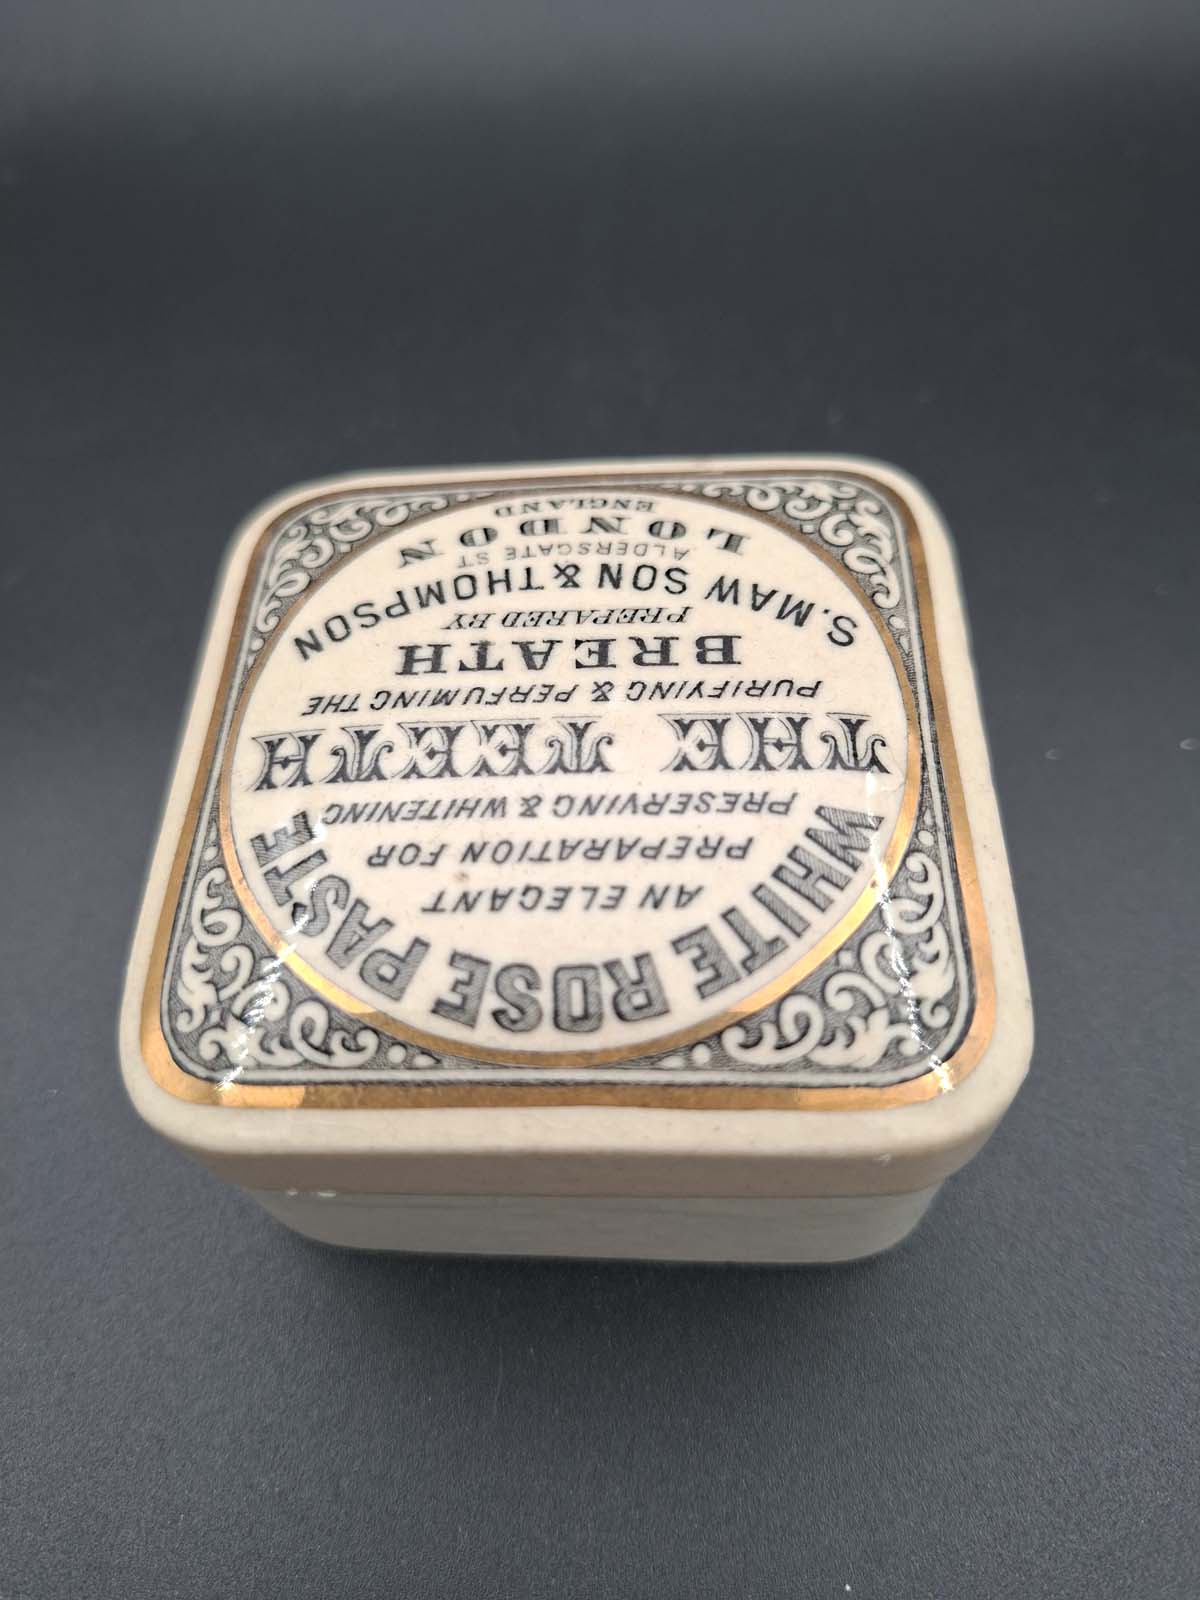 WHITE ROSE PASTE
AN ELEGANT
PREPARATION FOR
PRESERVING & WHITENING
THE TEETH
PURIFYING & PERFUMING THE
BREATH
PREPARED BY
S. MAW SON & THOMPSON
ALDERSGATE ST
LONDON
ENGLAND